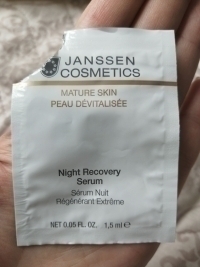 JANSSEN
COSMETICS
MATURE SKIN
PEAU DÉVITALISÉE
Night Recovery
Serum
Sérum Nuit
Régénérant Extrême
NET 0.05 FL. OZ. 1,5 ml ℮